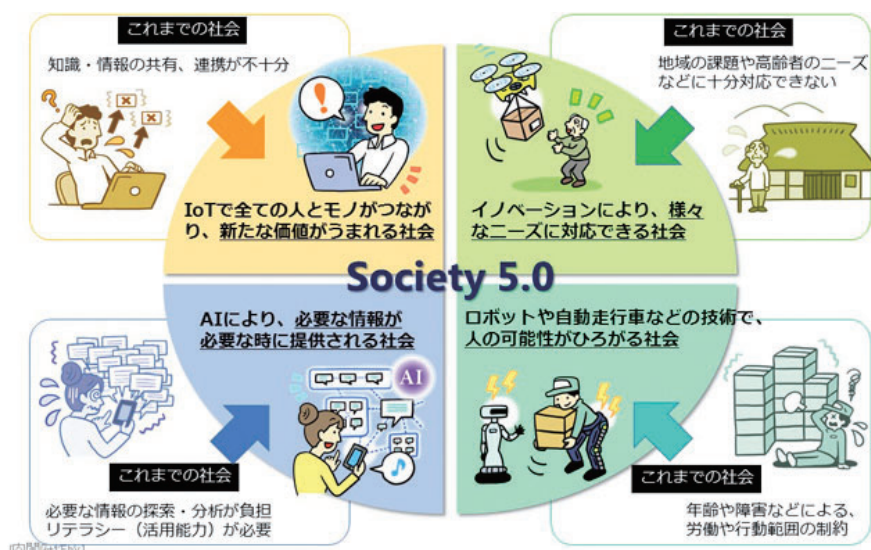 これまでの社会
知識・情報の共有、連携が不十分
IoTで全ての人とモノがつなが
り、新たな価値がうまれる社会
これまでの社会
地域の課題や高齢者のニーズ
などに十分対応できない
イノベーションにより、様々
なニーズに対応できる社会
Society 5.0
AIにより、必要な情報が
必要な時に提供される社会
AI
これまでの社会
必要な情報の探索・分析が負担
リテラシー（活用能力）が必要
ロボットや自動走行車などの技術で、
人の可能性がひろがる社会
これまでの社会
年齢や障害などによる、
労働や行動範囲の制約